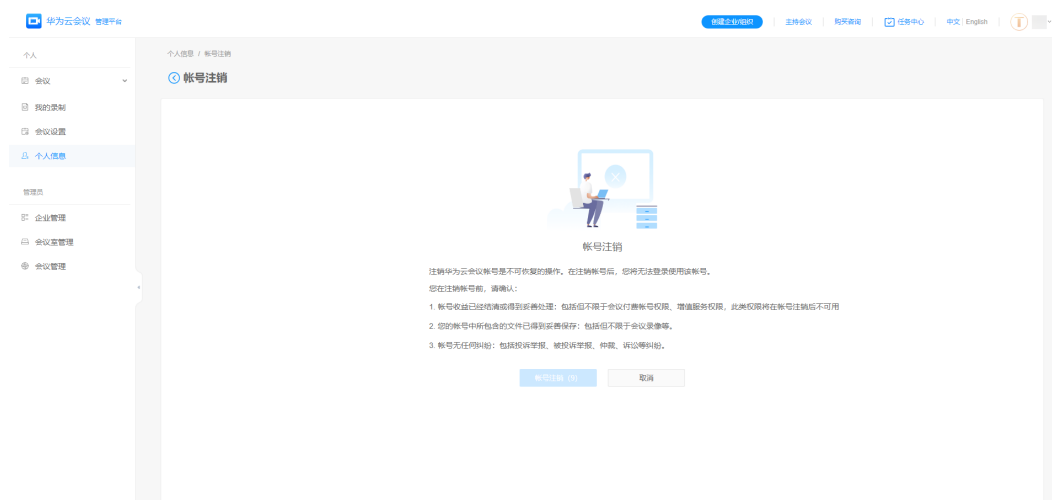 华为云会议 管理平台
创建企业/组织
主持会议
购买咨询
任务中心
中文 | English
个人
会议
我的录制
会议设置
个人信息
管理员
企业管理
会议室管理
会议管理
个人信息 / 帐号注销
帐号注销
帐号注销
注销华为云会议帐号是不可恢复的操作。在注销帐号后，您将无法登录使用该帐号。
您在注销帐号前，请确认：
1. 帐号收益已经结清或得到妥善处理：包括但不限于会议付费帐号权限、增值服务权限，此类权限将在帐号注销后不可用
2. 您的帐号中所包含的文件已得到妥善保存：包括但不限于会议录像等。
3. 帐号无任何纠纷：包括投诉举报、被投诉举报、仲裁、诉讼等纠纷。
帐号注销 (9)
取消